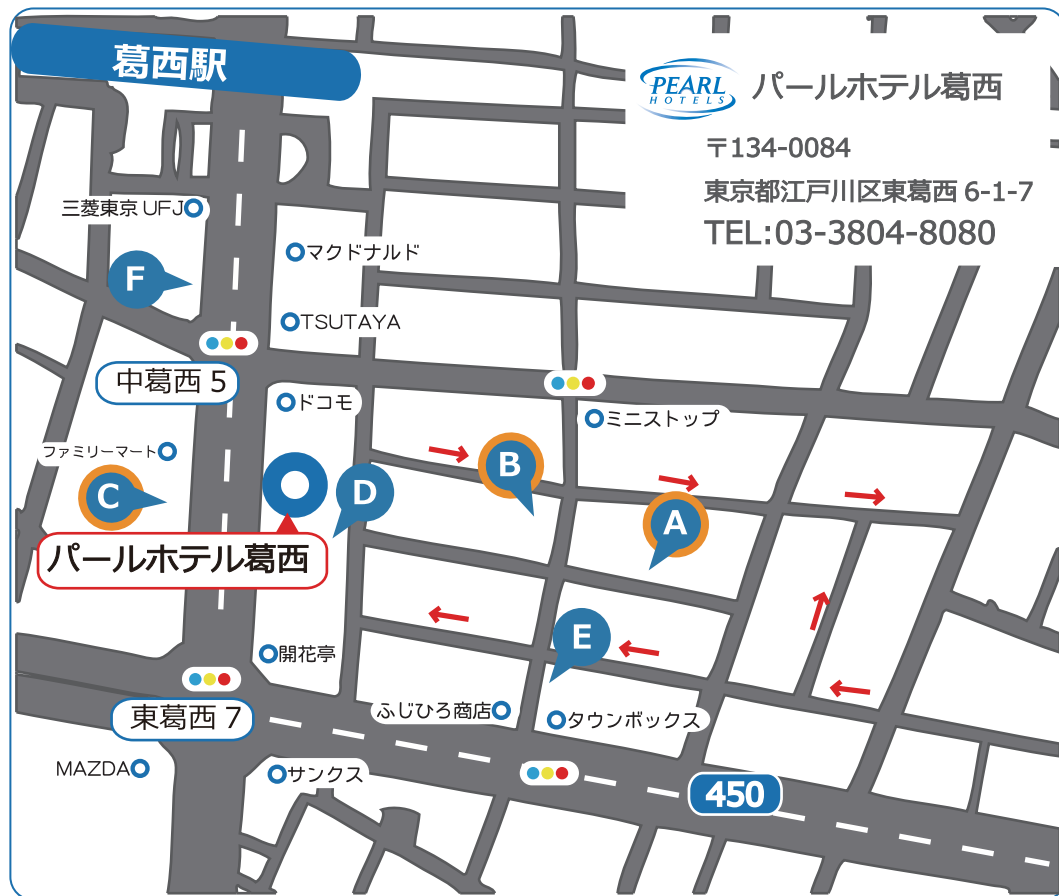 葛西駅
PEARL
HOTELS
パールホテル葛西
〒134-0084
東京都江戸川区東葛西 6-1-7
TEL:03-3804-8080
三菱東京 UFJ
マクドナルド
F
TSUTAYA
中葛西 5
ドコモ
ミニストップ
ファミリーマート
B
C
D
A
パールホテル葛西
E
開花亭
東葛西 7
ふじひろ商店
タウンボックス
MAZDA
サンクス
450